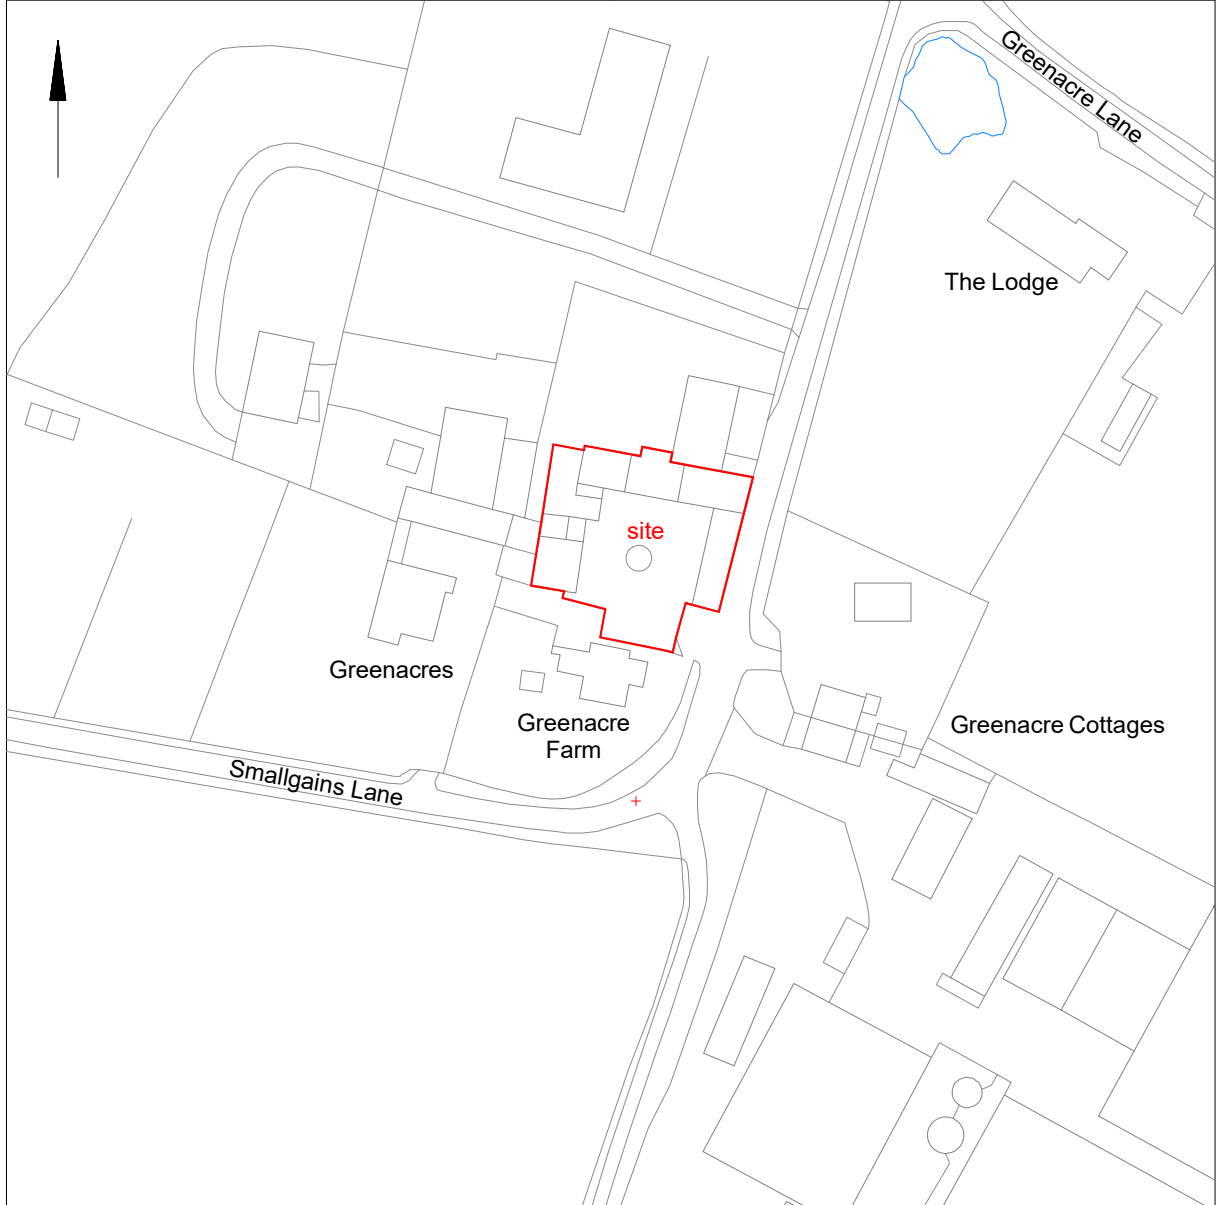 Greenacre Lane
The Lodge
site
Greenacres
Greenacre
Farm
Greenacre Cottages
Smallgains Lane